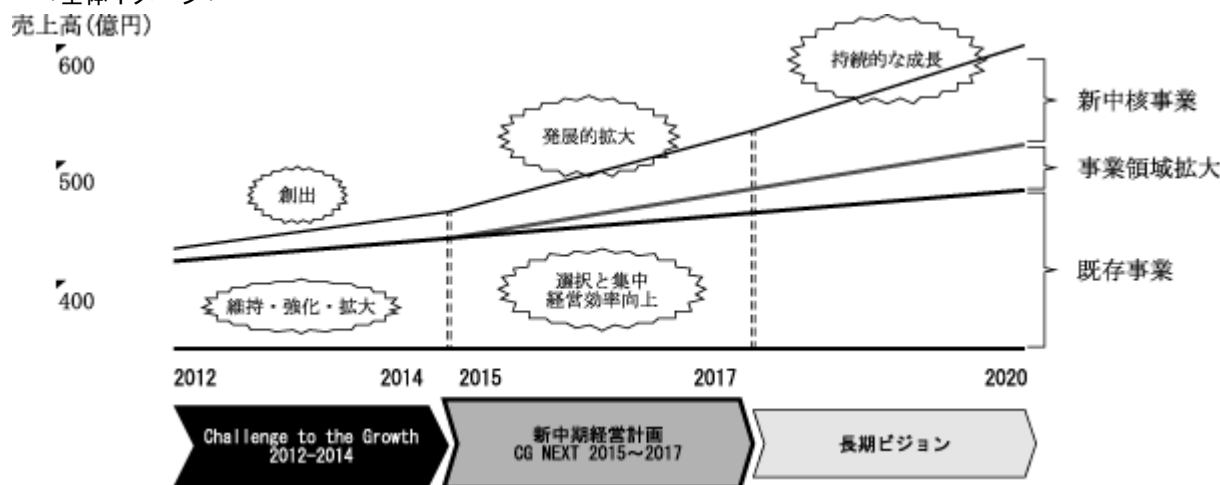 売上高(億円)
600
500
400
持続的な成長
発展的拡大
創出
維持・強化・拡大
選択と集中
経営効率向上
新中核事業
事業領域拡大
既存事業
2012
2014
2015
2017
2020
Challenge to the Growth
2012-2014
新中期経営計画
CG NEXT 2015～2017
長期ビジョン